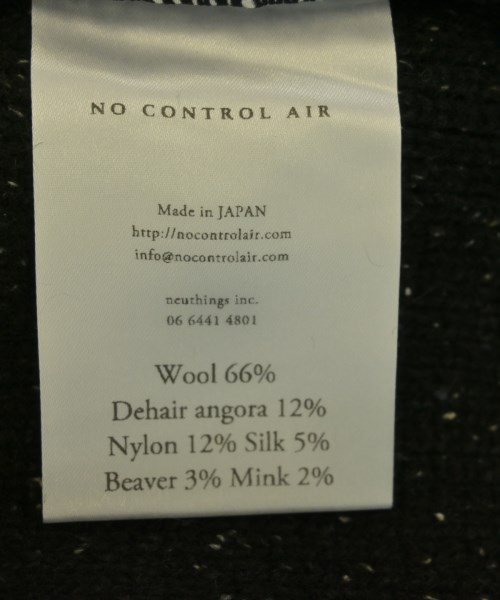 NO CONTROL AIR
Made in JAPAN
http://nocontrolair.com
info@nocontrolair.com
neuthings inc.
06 6441 4801
Wool 66%
Dehair angora 12%
Nylon 12% Silk 5%
Beaver 3% Mink 2%